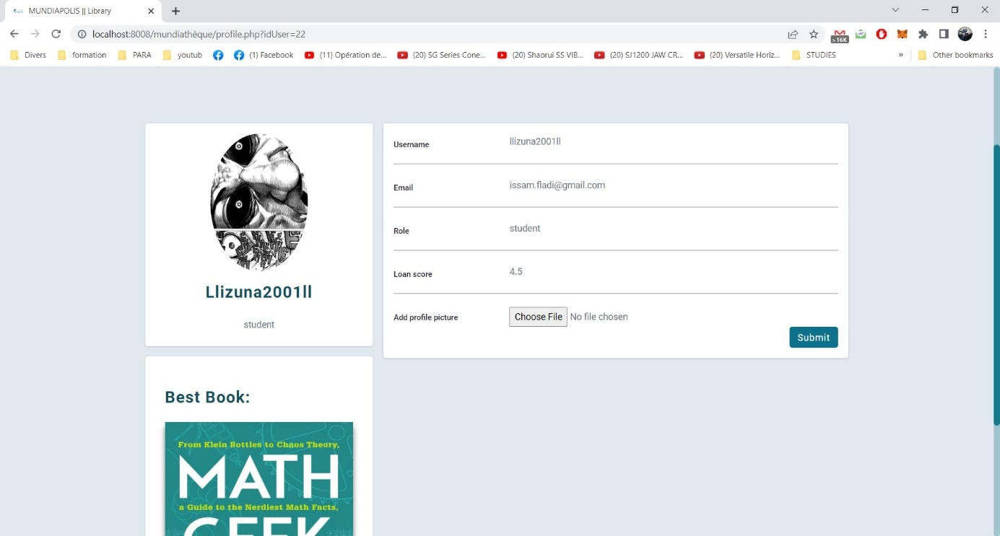 MUNDIAPOLIS || Library
localhost:8008/mundiathèque/profile.php?idUser=22
>16K
Divers formation PARA youtub (1) Facebook (11) Opération de... (20) SG Series Cone... (20) Shaorui SS VIB... (20) SJ1200 JAW CR... (20) Versatile Horiz... STUDIES » Other bookmarks
Llizuna2001ll
student
Username llizuna2001ll
Email issam.fladi@gmail.com
Role student
Loan score 4.5
Add profile picture Choose File No file chosen
Submit
Best Book:
From Klein Bottles to Chaos Theory,
MATH
a Guide to the Nerdiest Math Facts,
GEEK